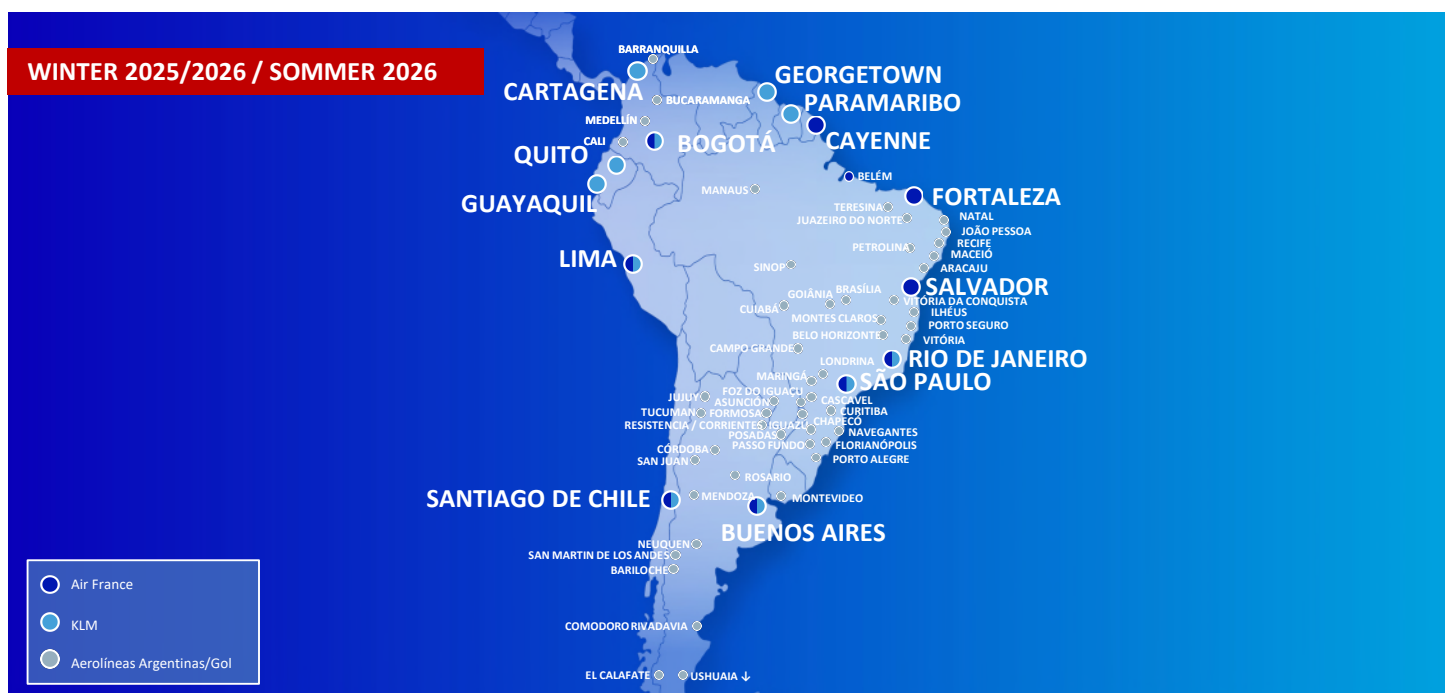 WINTER 2025/2026 / SOMMER 2026
BARRANQUILLA
CARTAGENA
GEORGETOWN
PARAMARIBO
BUCARAMANGA
MEDELLÍN
CAYENNE
CALI
BOGOTÁ
QUITO
BELÉM
MANAUS
FORTALEZA
GUAYAQUIL
TERESINA
JUAZEIRO DO NORTE
NATAL
JOÃO PESSOA
RECIFE
PETROLINA
MACEIÓ
LIMA
SINOP
ARACAJU
SALVADOR
GOIÂNIA
BRASÍLIA
VITÓRIA DA CONQUISTA
CUIABÁ
ILHÉUS
MONTES CLAROS
PORTO SEGURO
BELO HORIZONTE
VITÓRIA
CAMPO GRANDE
RIO DE JANEIRO
LONDRINA
MARINGÁ
SÃO PAULO
FOZ DO IGUAÇU
JUJUY
ASUNCIÓN
CASCAVEL
TUCUMAN
FORMOSA
CURITIBA
CHAPECÓ
RESISTENCIA / CORRIENTES
IGUAZÚ
POSADAS
NAVEGANTES
PASSO FUNDO
FLORIANÓPOLIS
CÓRDOBA
SAN JUAN
PORTO ALEGRE
ROSARIO
SANTIAGO DE CHILE
MENDOZA
MONTEVIDEO
BUENOS AIRES
NEUQUEN
SAN MARTIN DE LOS ANDES
BARILOCHE
COMODORO RIVADAVIA
EL CALAFATE
USHUAIA ↓
Air France
KLM
Aerolíneas Argentinas/Gol